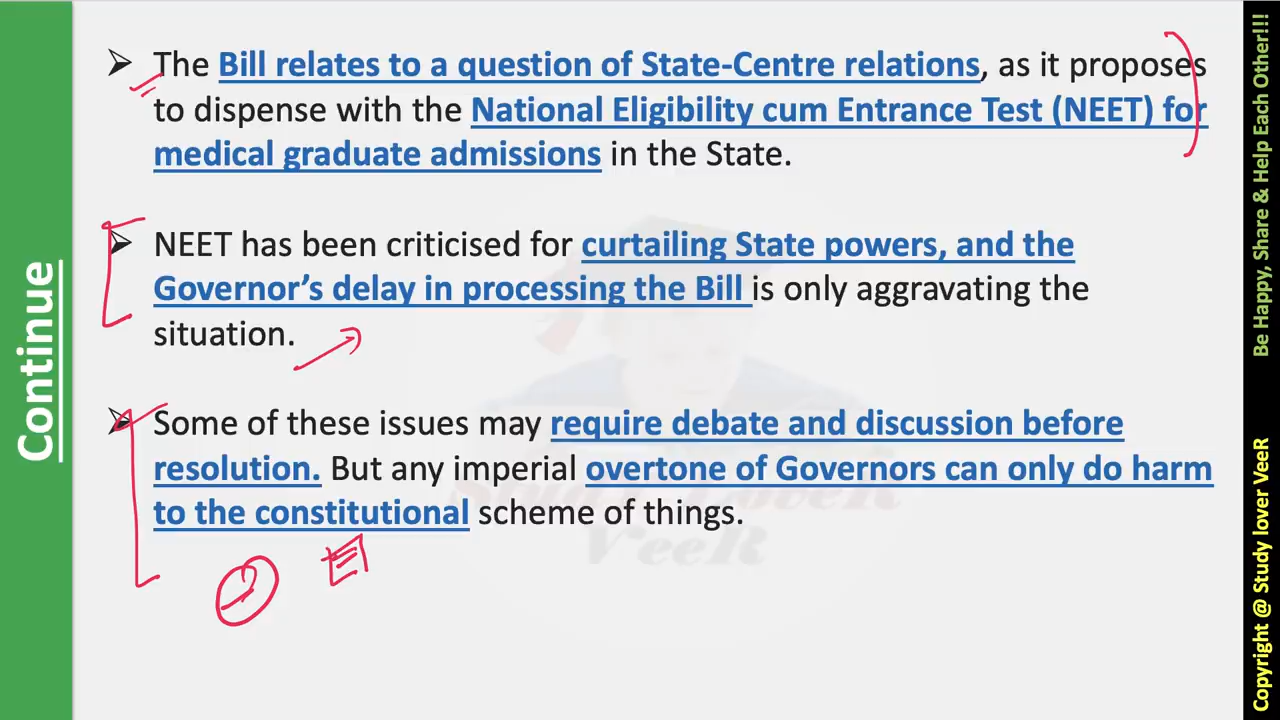 Continue
➢ The Bill relates to a question of State-Centre relations, as it proposes
to dispense with the National Eligibility cum Entrance Test (NEET) for
medical graduate admissions in the State.
➢ NEET has been criticised for curtailing State powers, and the
Governor’s delay in processing the Bill is only aggravating the
situation.
➢ Some of these issues may require debate and discussion before
resolution. But any imperial overtone of Governors can only do harm
to the constitutional scheme of things.
Study LoveR
VeeR
Be Happy, Share & Help Each Other!!!
Copyright @ Study lover VeeR